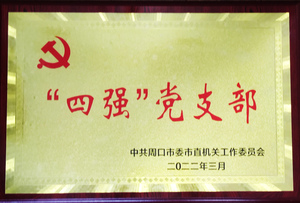 “四强”党支部
中共周口市委市直机关工作委员会
二〇二二年三月